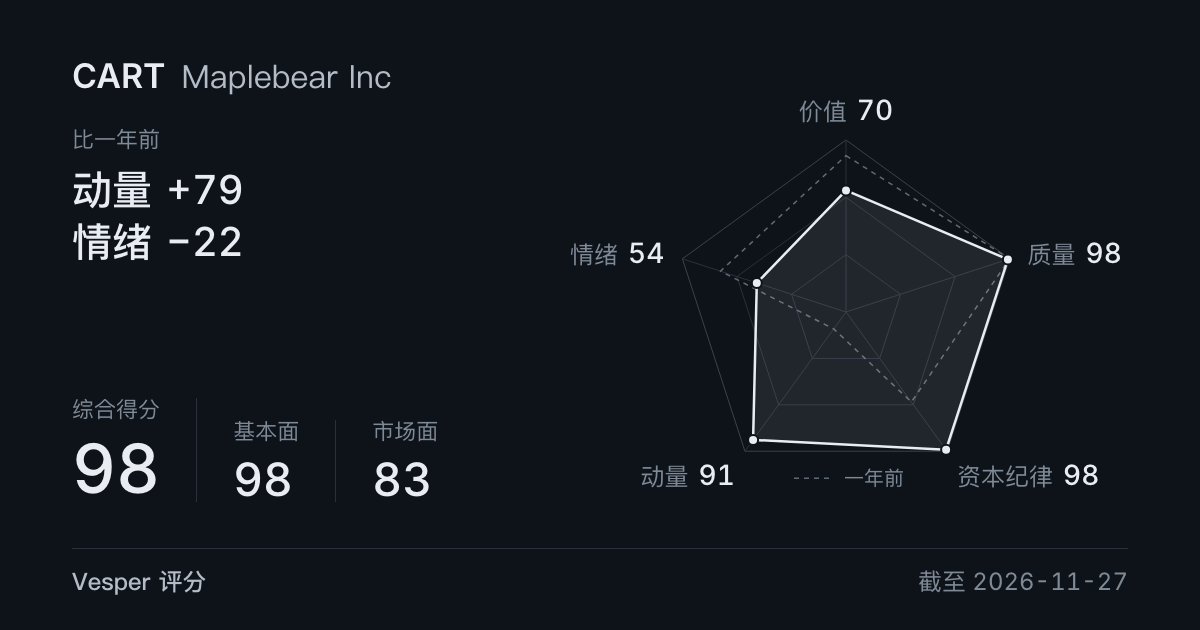 CART Maplebear Inc
比一年前
动量 +79
情绪 −22
价值 70
情绪 54
质量 98
动量 91
一年前
资本纪律 98
综合得分
98
基本面
98
市场面
83
Vesper 评分
截至 2026-11-27